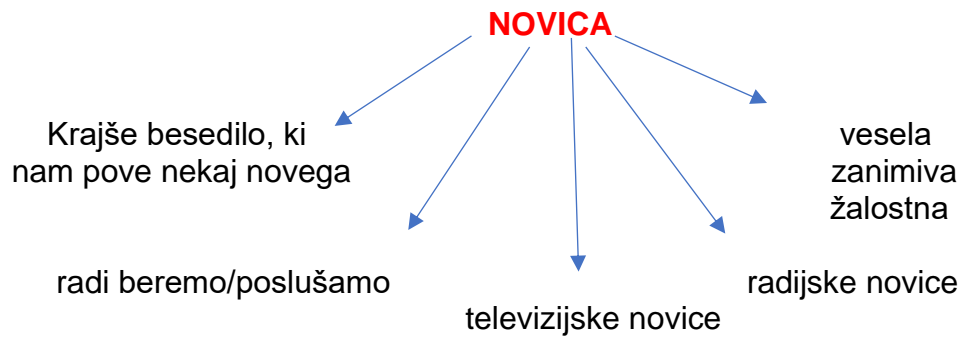 NOVICA
Krajše besedilo, ki
nam pove nekaj novega
vesela
zanimiva
žalostna
radi beremo/poslušamo
radijske novice
televizijske novice